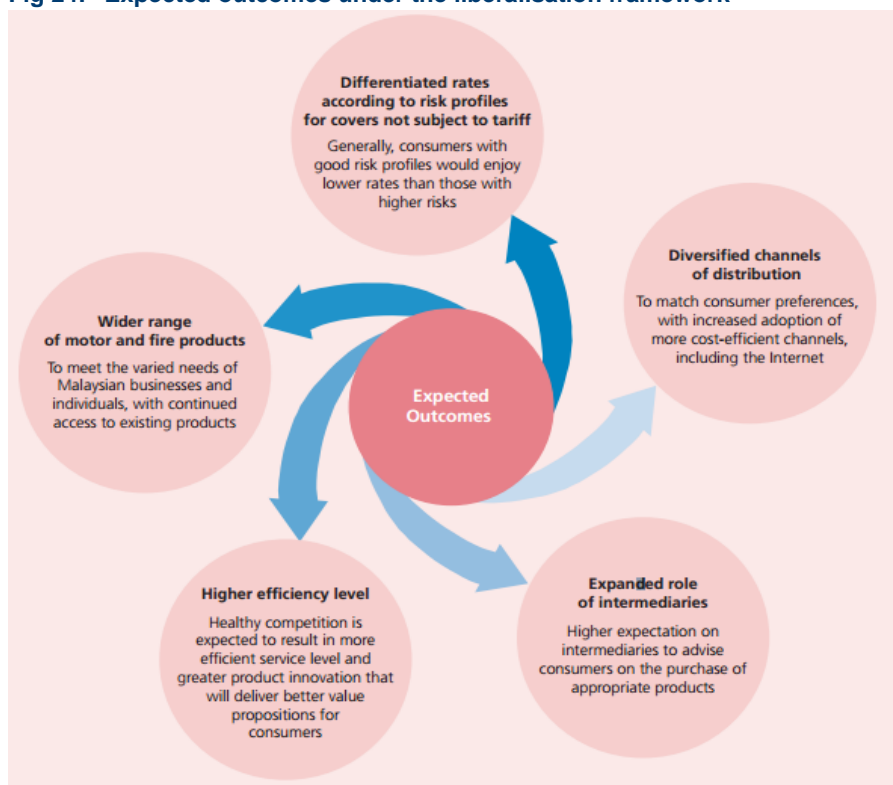 Expected outcomes under the liberalisation framework
Differentiated rates
according to risk profiles
for covers not subject to tariff
Generally, consumers with
good risk profiles would enjoy
lower rates than those with
higher risks
Diversified channels
of distribution
To match consumer preferences,
with increased adoption of
more cost-efficient channels,
including the Internet
Wider range
of motor and fire products
To meet the varied needs of
Malaysian businesses and
individuals, with continued
access to existing products
Expected
Outcomes
Higher efficiency level
Healthy competition is
expected to result in more
efficient service level and
greater product innovation that
will deliver better value
propositions for
consumers
Expanded role
of intermediaries
Higher expectation on
intermediaries to advise
consumers on the purchase of
appropriate products